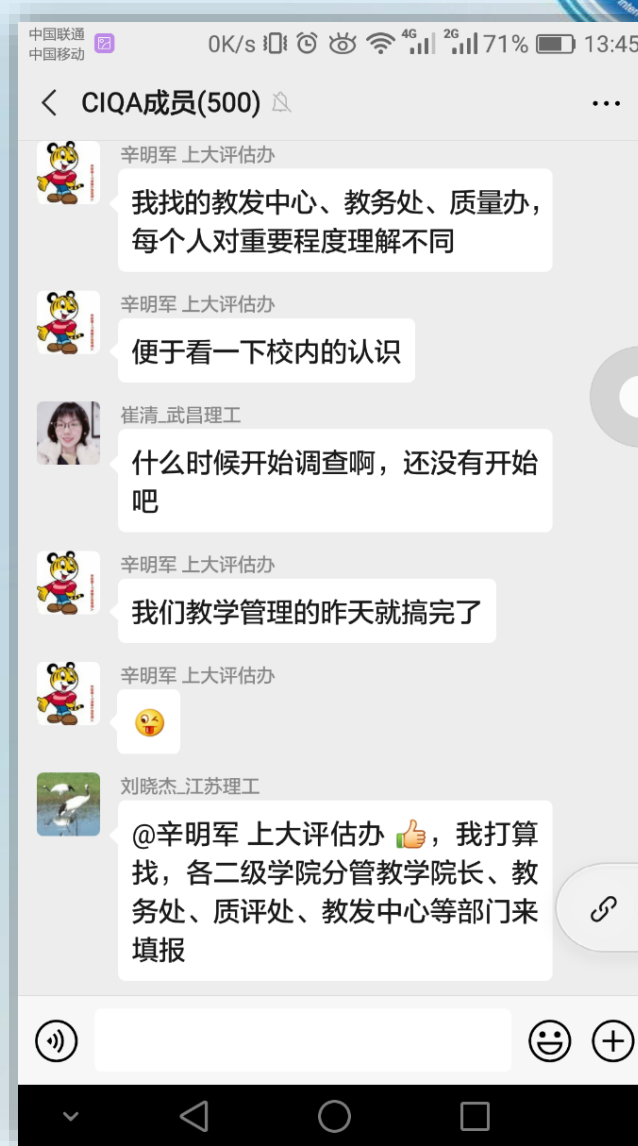 中国联通
中国移动
0K/s 4G 2G 71% 13:45
CIQA成员(500)
辛明军 上大评估办
我找的教发中心、教务处、质量办,
每个人对重要程度理解不同
辛明军 上大评估办
便于看一下校内的认识
崔清_武昌理工
什么时候开始调查啊，还没有开始
吧
辛明军 上大评估办
我们教学管理的昨天就搞完了
辛明军 上大评估办
刘晓杰_江苏理工
@辛明军 上大评估办 👍，我打算
找，各二级学院分管教学院长、教
务处、质评处、教发中心等部门来
填报